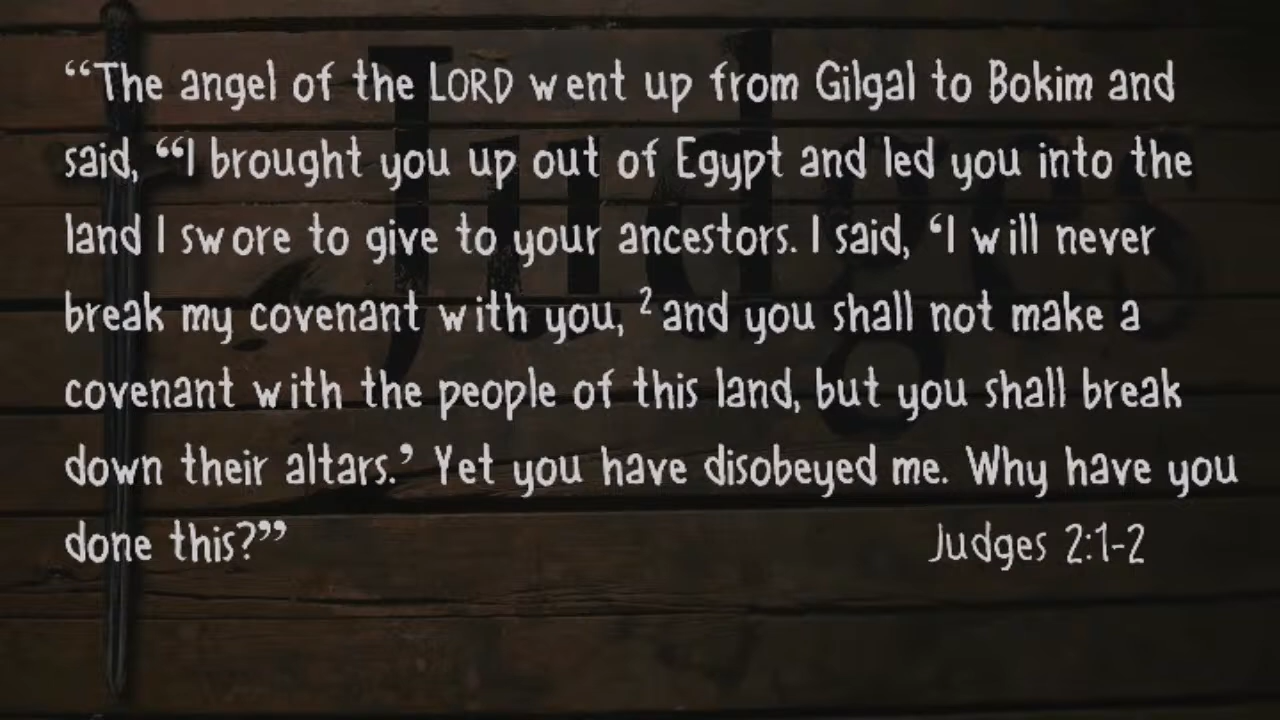 Judges
“The angel of the LORD went up from Gilgal to Bokim and
said, “I brought you up out of Egypt and led you into the
land I swore to give to your ancestors. I said, ‘I will never
break my covenant with you, ² and you shall not make a
covenant with the people of this land, but you shall break
down their altars.’ Yet you have disobeyed me. Why have you
done this?”
Judges 2:1-2